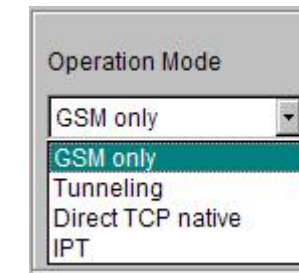 Operation Mode
GSM only
GSM only
Tunneling
Direct TCP native
IPT